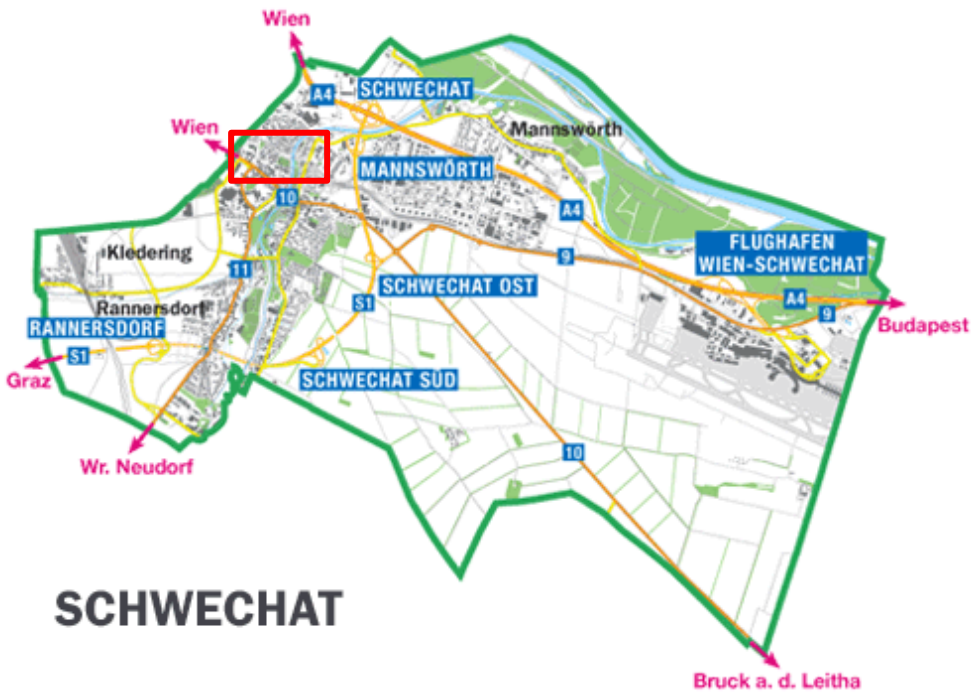 Wien
A4
SCHWECHAT
Wien
Mannswörth
MANNSWÖRTH
10
A4
FLUGHAFEN
WIEN-SCHWECHAT
Kledering
9
11
SCHWECHAT OST
A4
9
S1
Rannersdorf
Budapest
RANNERSDORF
S1
Graz
SCHWECHAT SÜD
Wr. Neudorf
10
SCHWECHAT
Bruck a. d. Leitha